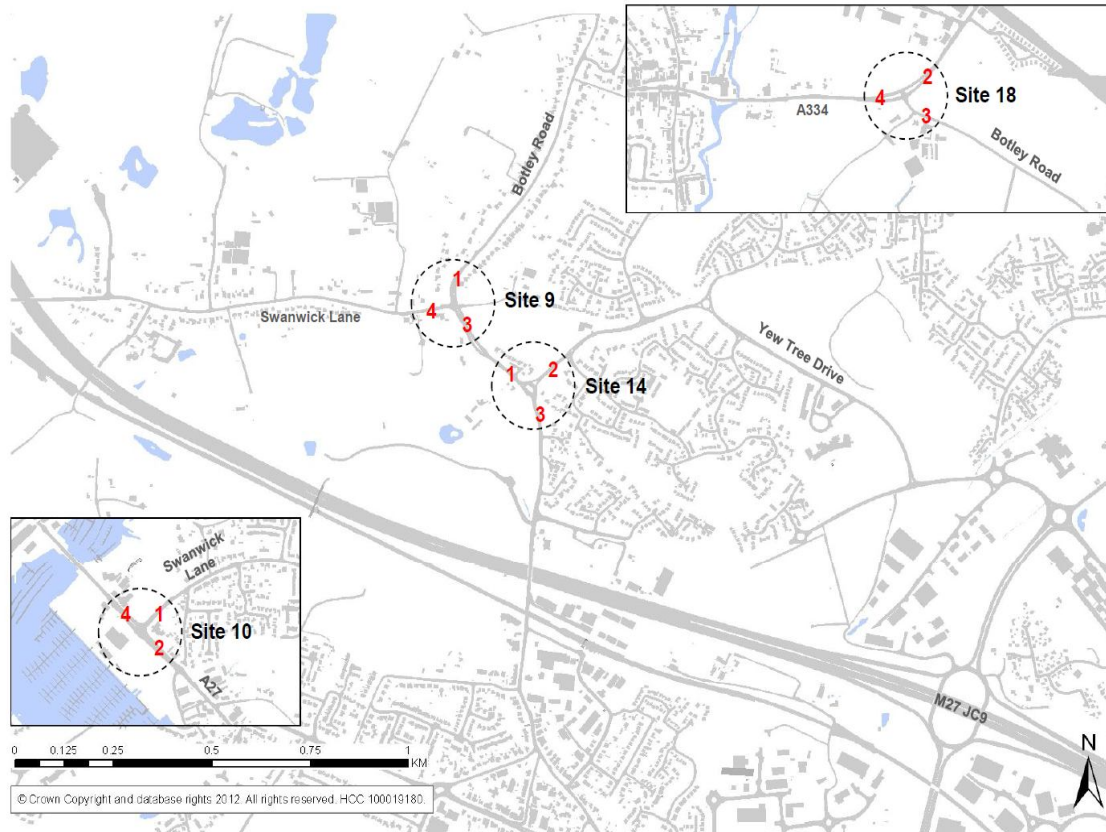 2
4
Site 18
A334
3
Botley Road
Botley Road
1
Site 9
4
3
Swanwick Lane
Yew Tree Drive
1
2
Site 14
3
Swanwick
Lane
4
1
Site 10
2
A27
M27 JC9
N
0 0.125 0.25 0.5 0.75 1
KM
© Crown Copyright and database rights 2012. All rights reserved. HCC 100019180.